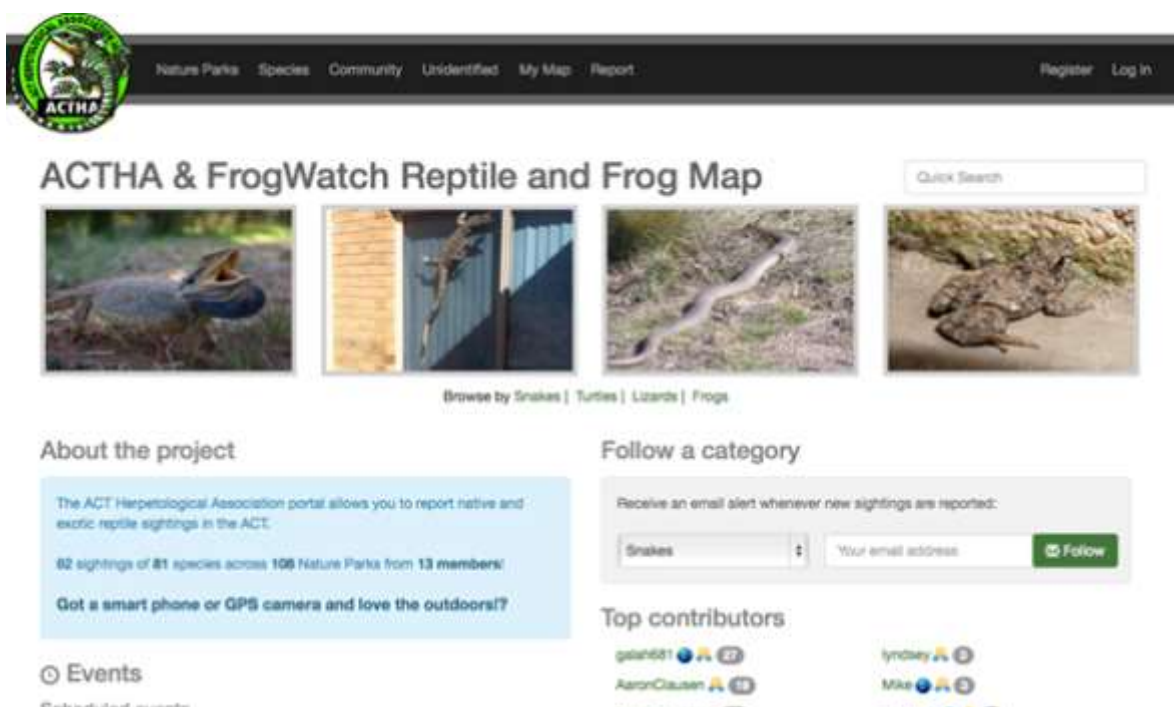 ACTHA
Nature Parks Species Community Unidentified My Map Report Register Log In
ACTHA & FrogWatch Reptile and Frog Map
Quick Search
Browse by Snakes | Turtles | Lizards | Frogs
About the project
The ACT Herpetological Association portal allows you to report native and
exotic reptile sightings in the ACT.
62 sightings of 81 species across 108 Nature Parks from 13 members!
Got a smart phone or GPS camera and love the outdoors!?
Events
Follow a category
Receive an email alert whenever new sightings are reported:
Snakes Your email address Follow
Top contributors
galah681 27 lyndsey
AaronClausen Mike